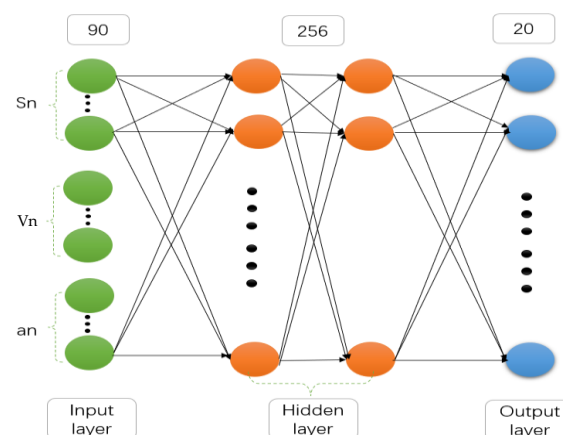 90
256
20
Sn
Vn
an
Input
layer
Hidden
layer
Output
layer